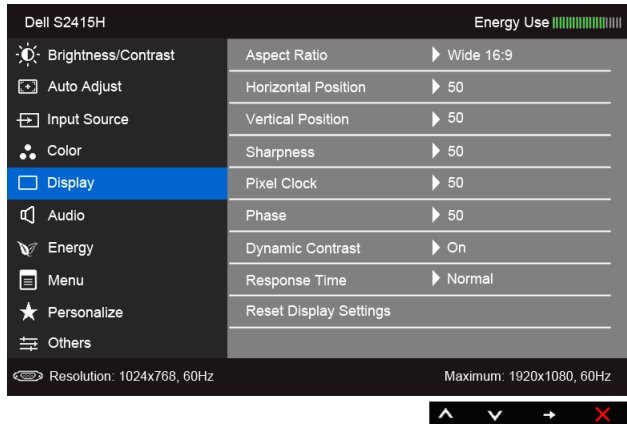 Dell S2415H Energy Use
Brightness/Contrast Aspect Ratio Wide 16:9
Auto Adjust Horizontal Position 50
Input Source Vertical Position 50
Color Sharpness 50
Display Pixel Clock 50
Audio Phase 50
Energy Dynamic Contrast On
Menu Response Time Normal
Personalize Reset Display Settings
Others
Resolution: 1024x768, 60Hz Maximum: 1920x1080, 60Hz